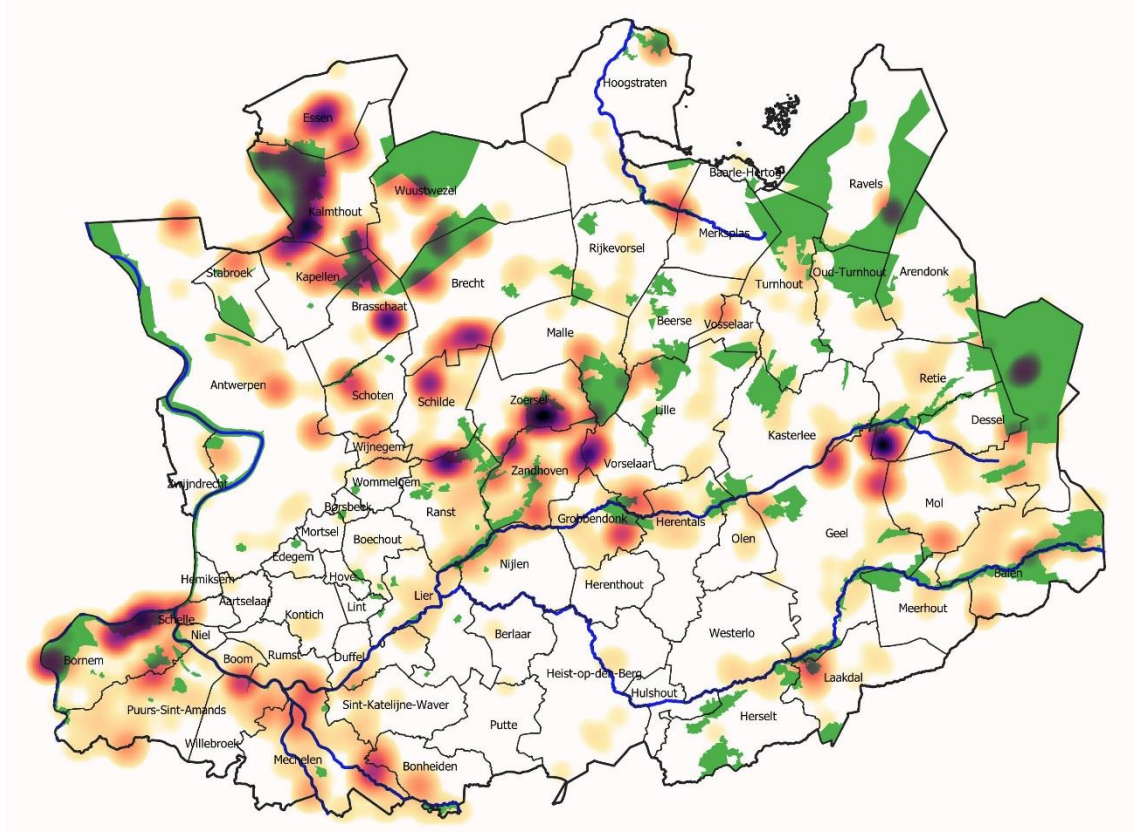 Hoogstraten
Essen
Baarle-Hertog
Wuustwezel
Ravels
Kalmthout
Merksplas
Rijkevorsel
Stabroek
Kapellen
Brecht
Turnhout
Oud-Turnhout
Arendonk
Brasschaat
Beerse
Vosselaar
Malle
Antwerpen
Schoten
Schilde
Zoersel
Lille
Retie
Dessel
Kasterlee
Wijnegem
Zandhoven
Vorselaar
Zwijndrecht
Wommelgem
Mol
Borsbeek
Ranst
Grobbendonk
Herentals
Mortsel
Boechout
Olen
Geel
Edegem
Hemiksem
Hove
Nijlen
Balen
Aartselaar
Lint
Lier
Herenthout
Meerhout
Schelle
Kontich
Niel
Berlaar
Westerlo
Bornem
Boom
Rumst
Duffel
Heist-op-den-Berg
Laakdal
Hulshout
Puurs-Sint-Amands
Sint-Katelijne-Waver
Herselt
Putte
Willebroek
Mechelen
Bonheiden